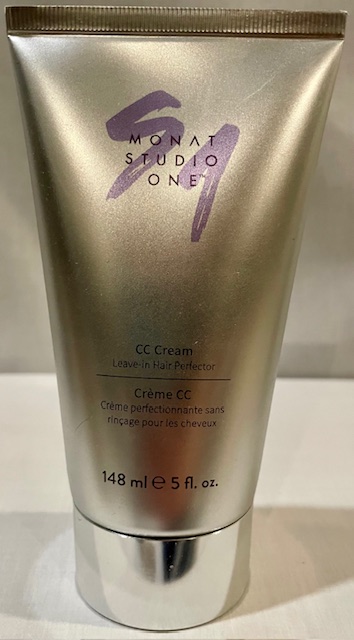 S1
MONAT
STUDIO
ONE
CC Cream
Leave-in Hair Perfector
Crème CC
Crème perfectionnante sans
rinçage pour les cheveux
148 ml ℮ 5 fl. oz.